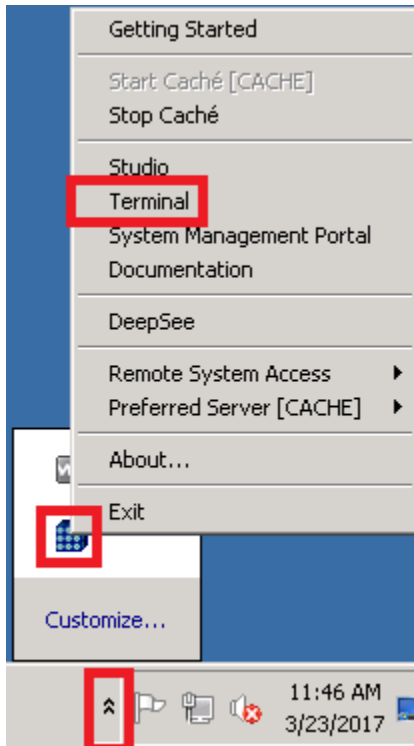 Getting Started
Start Caché [CACHE]
Stop Caché
Studio
Terminal
System Management Portal
Documentation
DeepSee
Remote System Access
Preferred Server [CACHE]
About...
Exit
Customize...
11:46 AM
3/23/2017